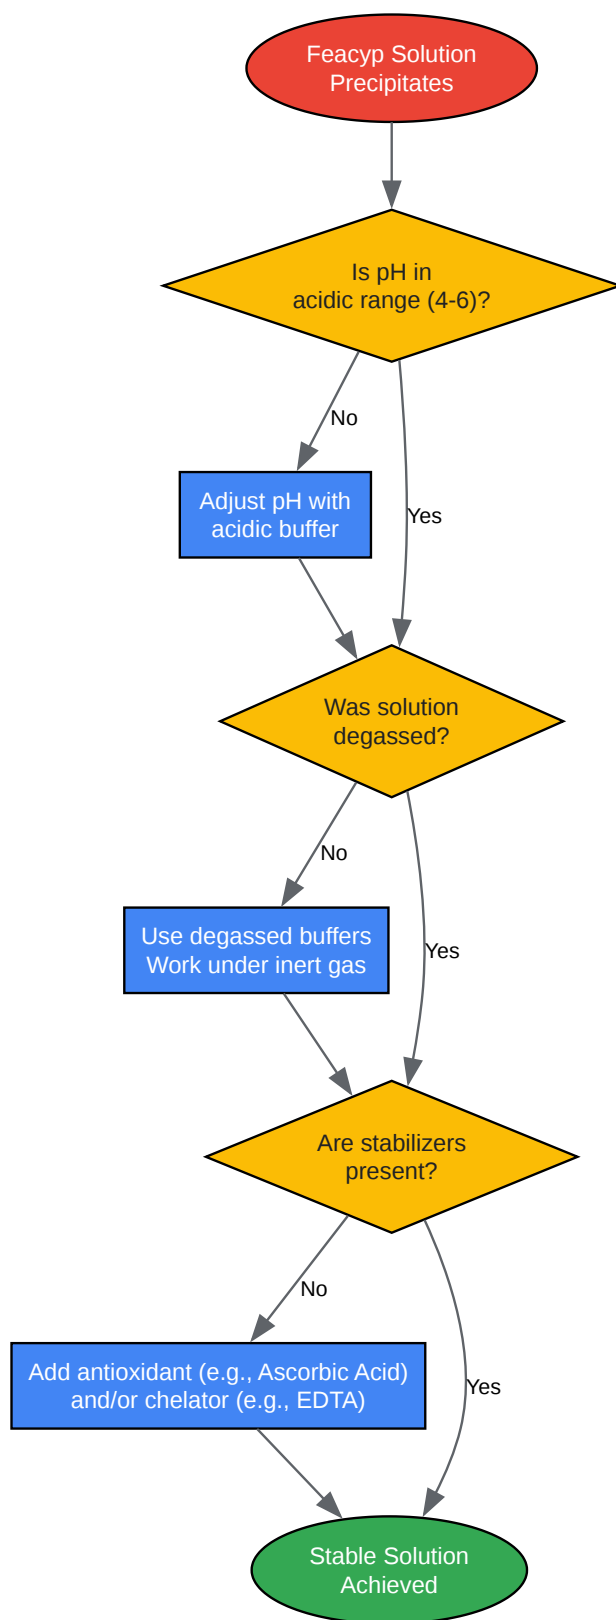 Feacyp Solution
Precipitates
Is pH in
acidic range (4-6)?
No
Adjust pH with
acidic buffer
Yes
Was solution
degassed?
No
Use degassed buffers
Work under inert gas
Yes
Are stabilizers
present?
No
Add antioxidant (e.g., Ascorbic Acid)
and/or chelator (e.g., EDTA)
Yes
Stable Solution
Achieved